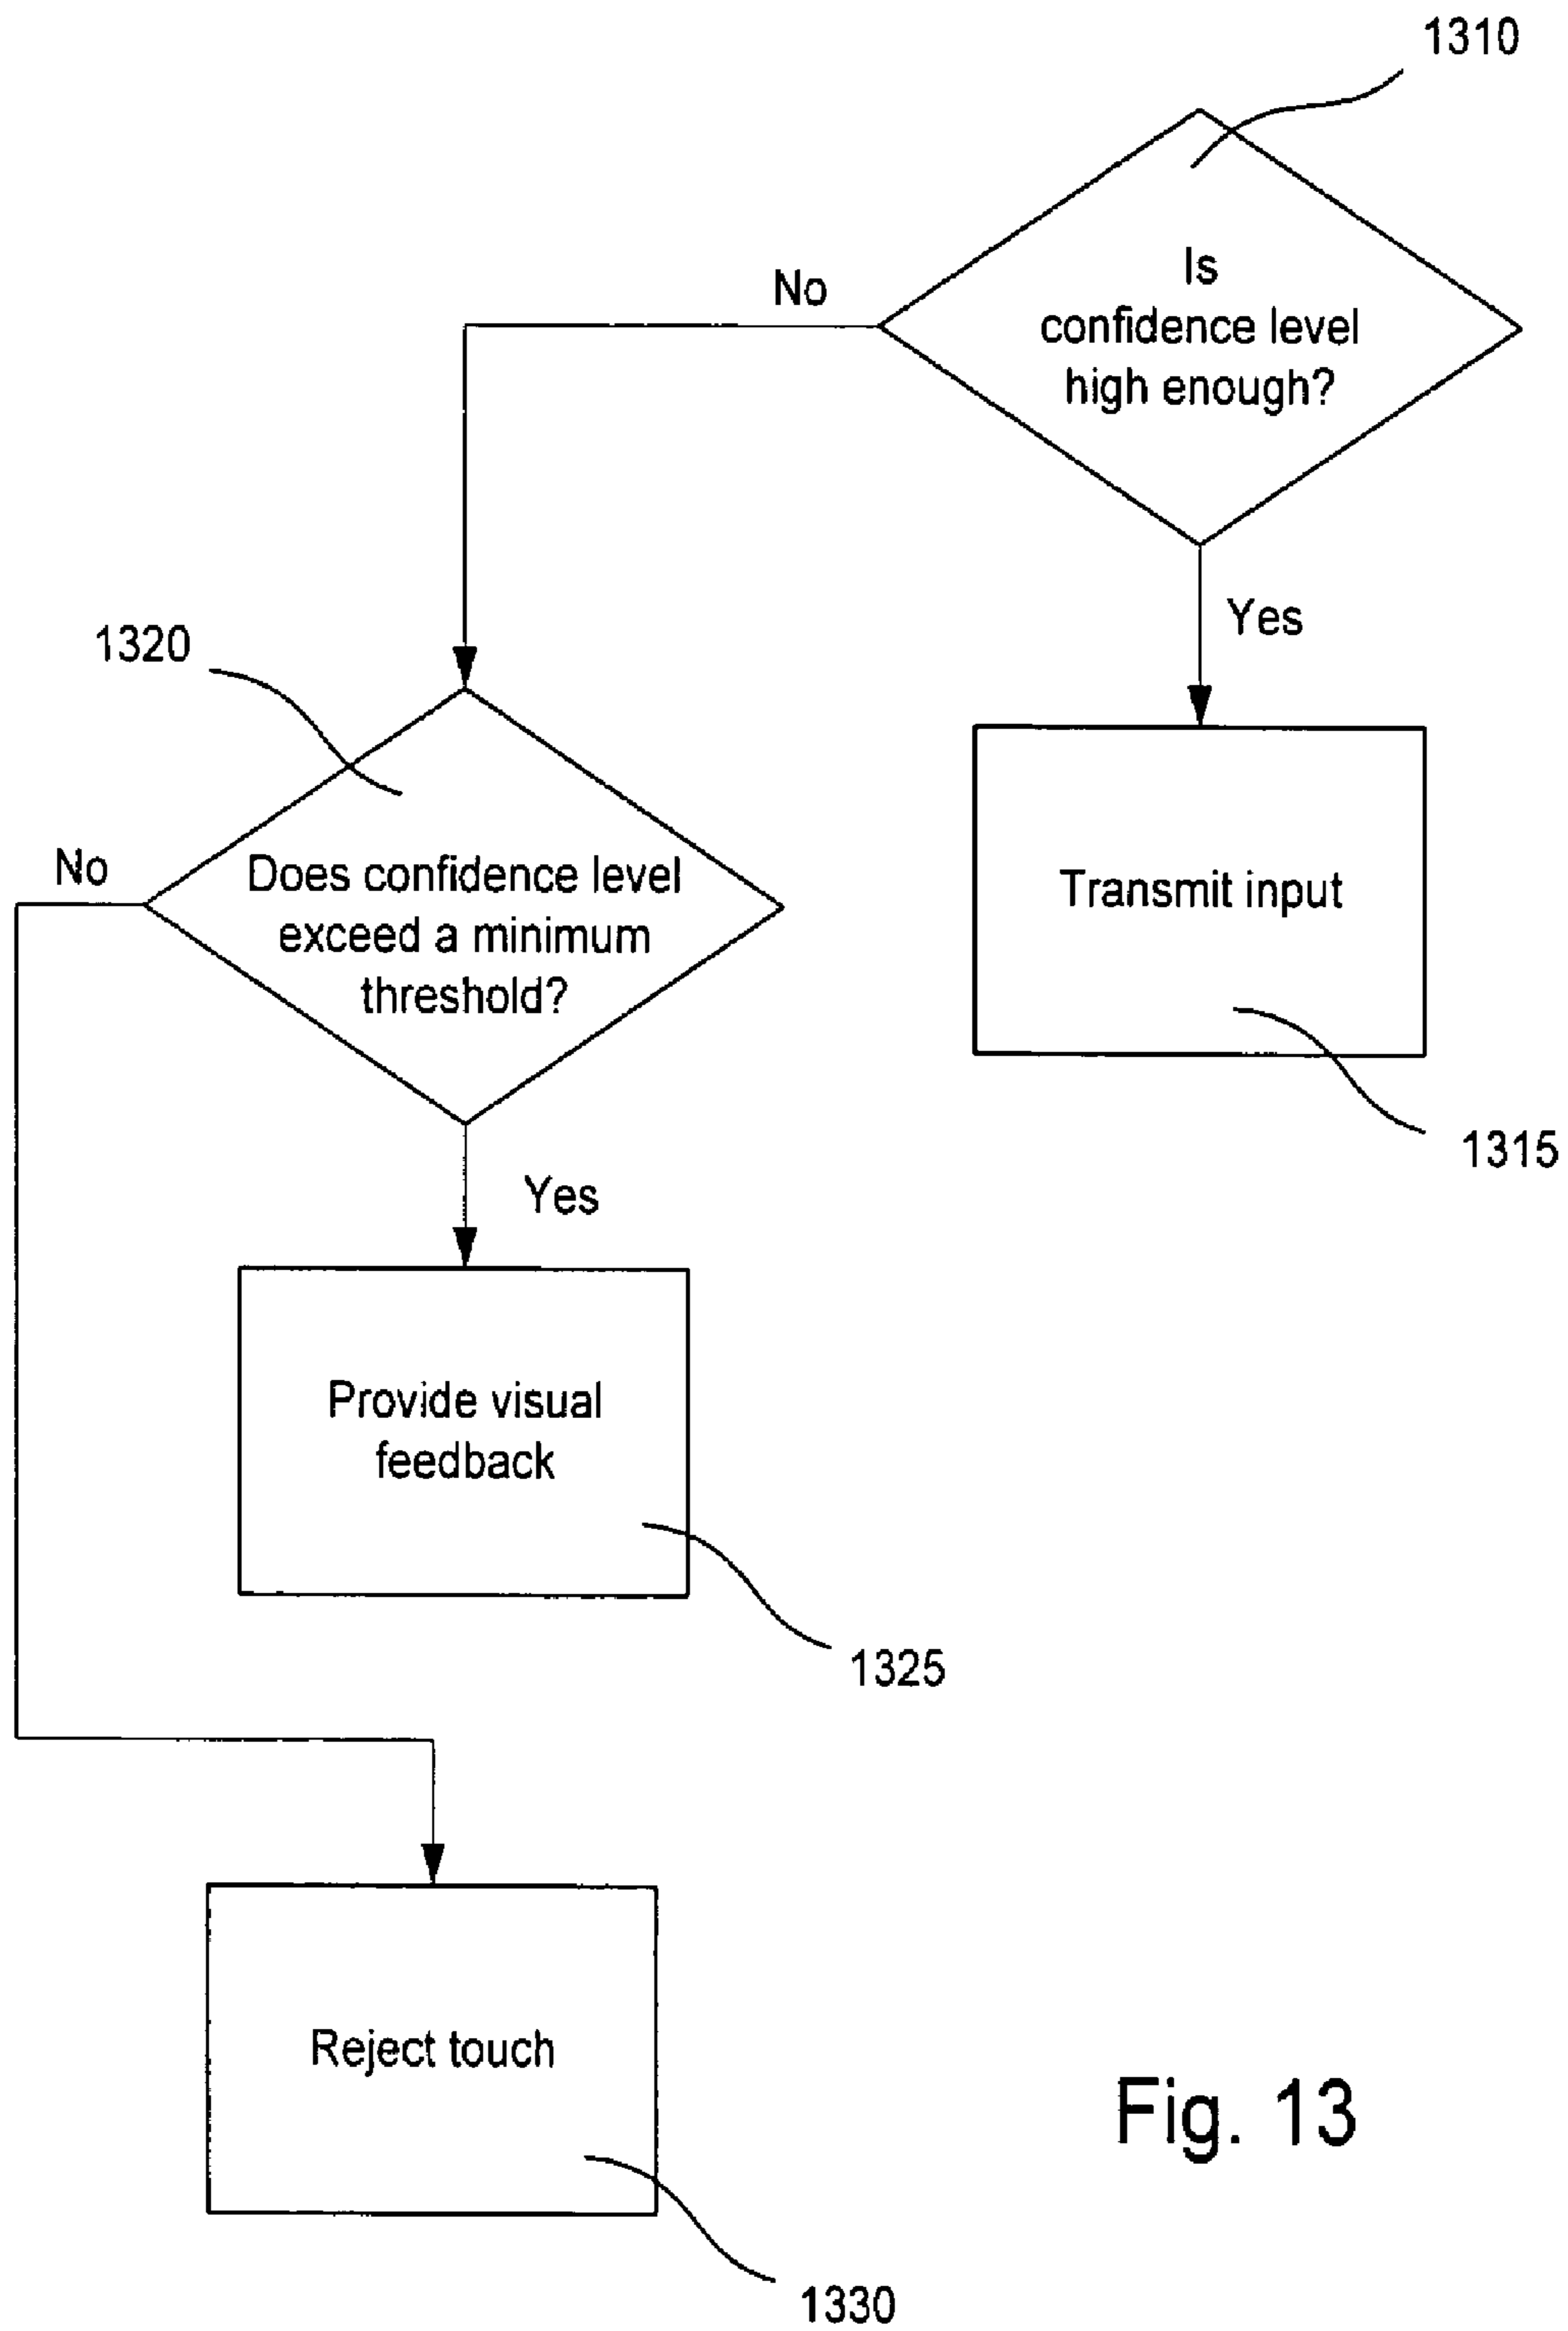 1310
Is
confidence level
high enough?
No
Yes
1320
Transmit input
No
Does confidence level
exceed a minimum
threshold?
1315
Yes
Provide visual
feedback
1325
Reject touch
Fig. 13
1330